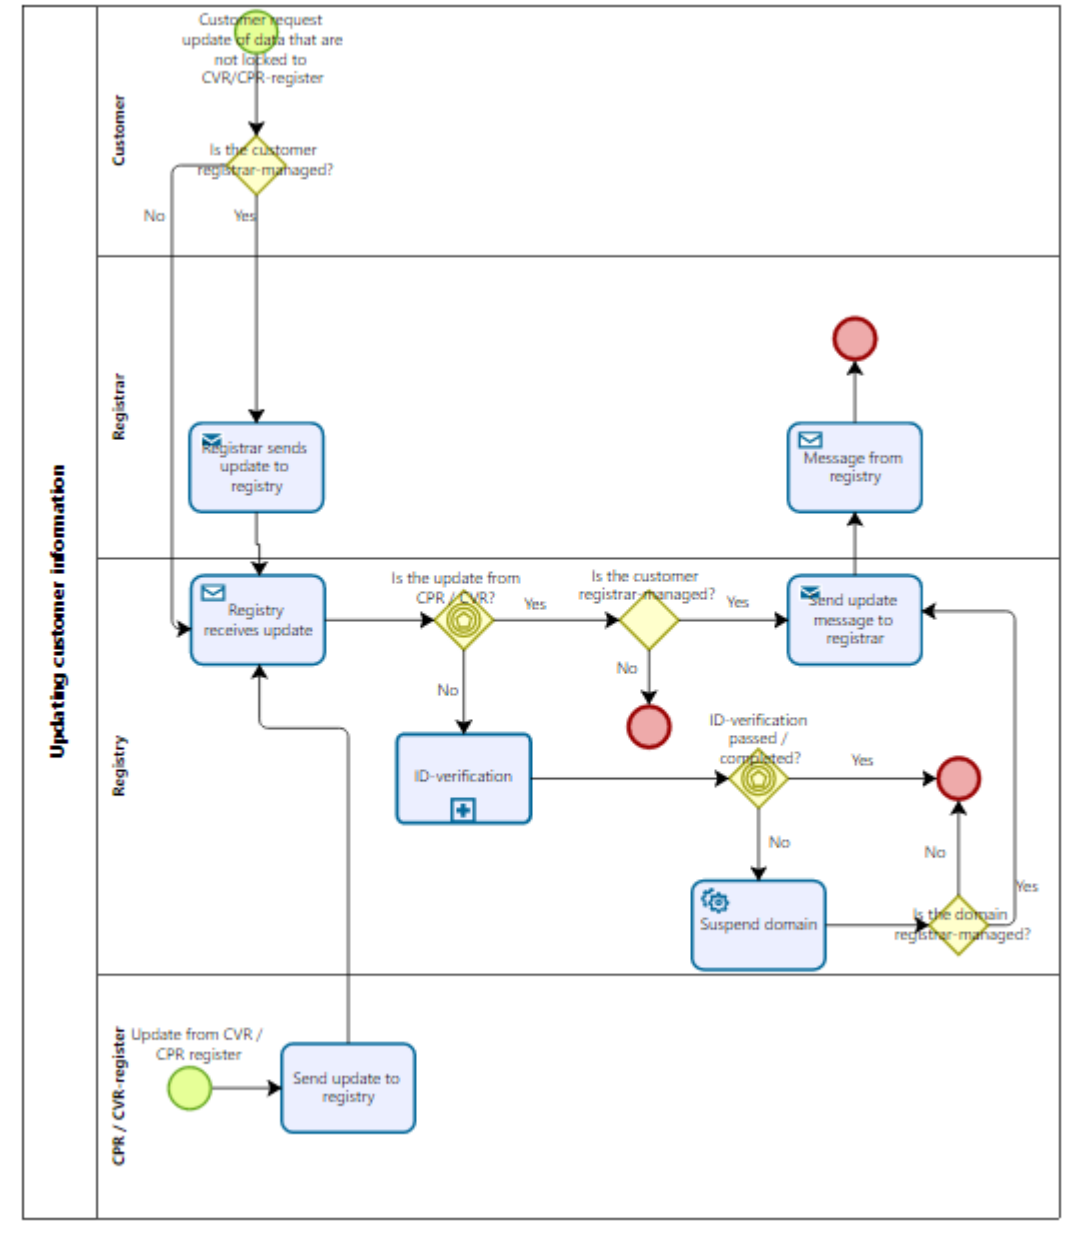 Updating customer information
Customer
Customer request
update of data that are
not locked to
CVR/CPR-register
Is the customer
registrar-managed?
No
Yes
Registrar
Registrar sends
update to
registry
Message from
registry
Registry
Registry
receives update
Is the update from
CPR / CVR?
Yes
No
Is the customer
registrar-managed?
Yes
No
Send update
message to
registrar
ID-verification
ID-verification
passed /
completed?
Yes
No
Suspend domain
Is the domain
registrar-managed?
No
Yes
CPR / CVR-register
Update from CVR /
CPR register
Send update to
registry